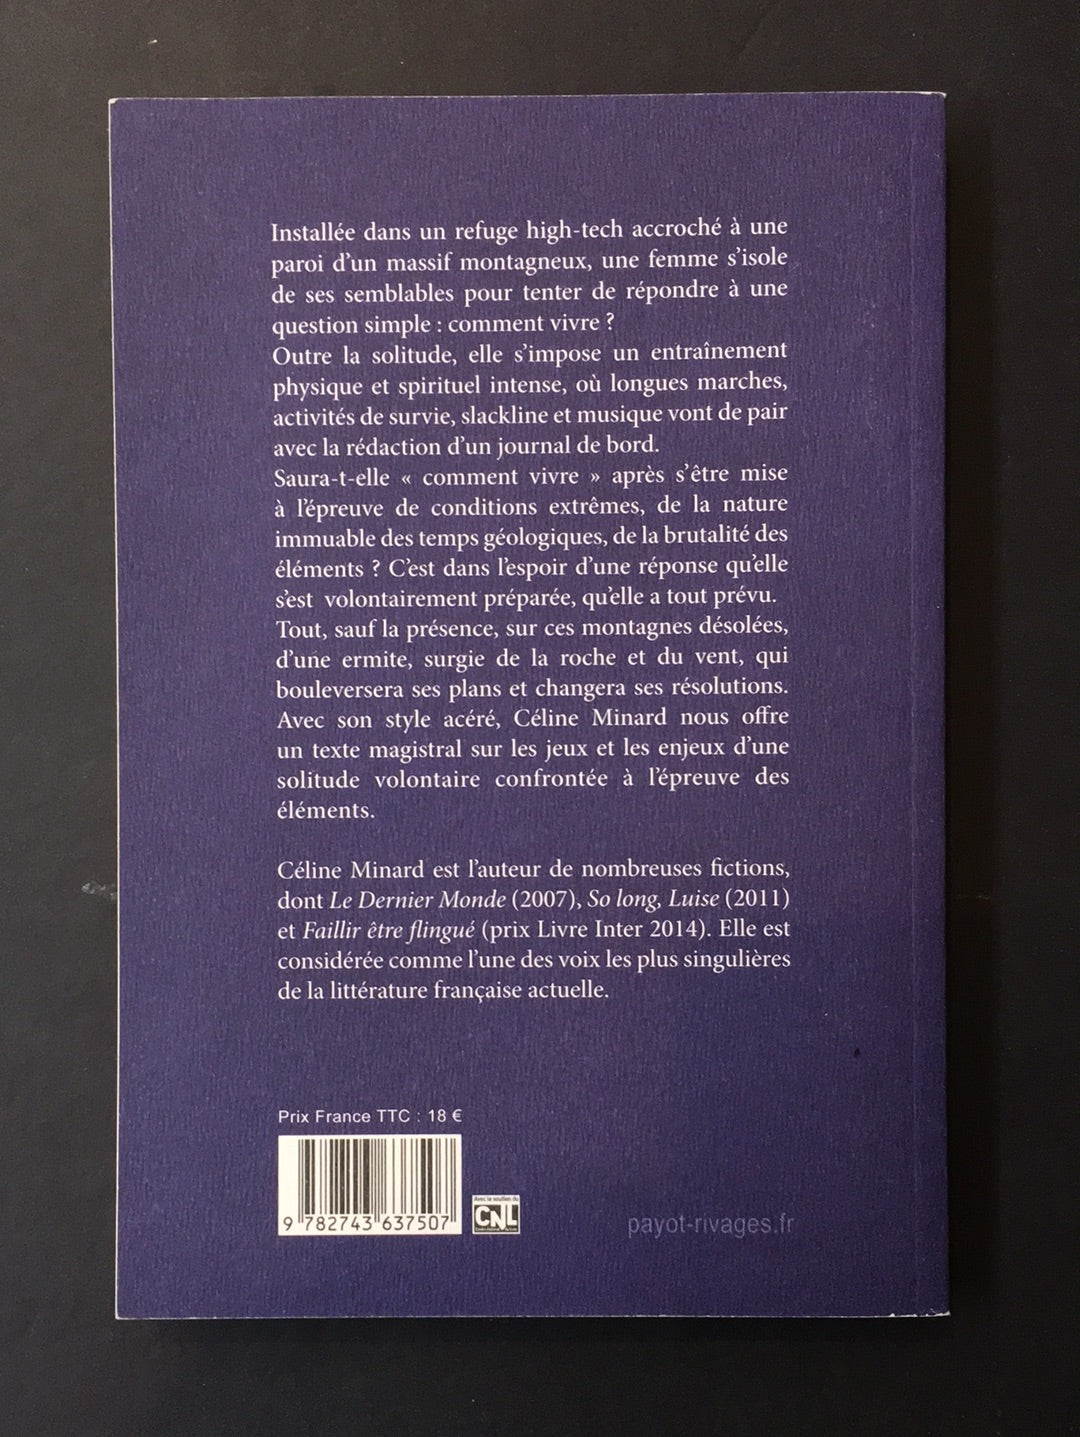 Installée dans un refuge high-tech accroché à une
paroi d'un massif montagneux, une femme s'isole
de ses semblables pour tenter de répondre à une
question simple : comment vivre ?
Outre la solitude, elle s'impose un entraînement
physique et spirituel intense, où longues marches,
activités de survie, slackline et musique vont de pair
avec la rédaction d'un journal de bord.
Saura-t-elle « comment vivre » après s'être mise
à l'épreuve de conditions extrêmes, de la nature
immuable des temps géologiques, de la brutalité des
éléments ? C'est dans l'espoir d'une réponse qu'elle
s'est volontairement préparée, qu'elle a tout prévu.
Tout, sauf la présence, sur ces montagnes désolées,
d'une ermite, surgie de la roche et du vent, qui
bouleversera ses plans et changera ses résolutions.
Avec son style acéré, Céline Minard nous offre
un texte magistral sur les jeux et les enjeux d'une
solitude volontaire confrontée à l'épreuve des
éléments.
Céline Minard est l'auteur de nombreuses fictions,
dont Le Dernier Monde (2007), So long, Luise (2011)
et Faillir être flingué (prix Livre Inter 2014). Elle est
considérée comme l'une des voix les plus singulières
de la littérature française actuelle.
Prix France TTC : 18 €
9 782743 637507
Avec le soutien du
CNL
payot-rivages.fr